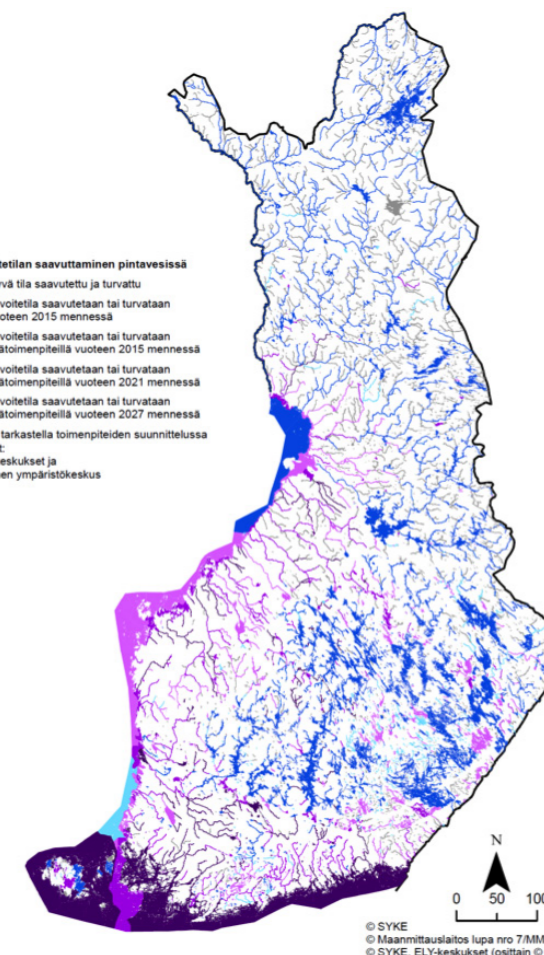 tetilan saavuttaminen pintavesissä
vä tila saavutettu ja turvattu
voitetila saavutetaan tai turvataan
uoteen 2015 mennessä
voitetila saavutetaan tai turvataan
ätoimenpiteillä vuoteen 2015 mennessä
voitetila saavutetaan tai turvataan
ätoimenpiteillä vuoteen 2021 mennessä
voitetila saavutetaan tai turvataan
ätoimenpiteillä vuoteen 2027 mennessä
tarkastella toimenpiteiden suunnittelussa
t:
eskukset ja
en ympäristökeskus
N
0 50 100
© SYKE
© Maanmittauslaitos lupa nro 7/MM
© SYKE, ELY-keskukset (osittain ©